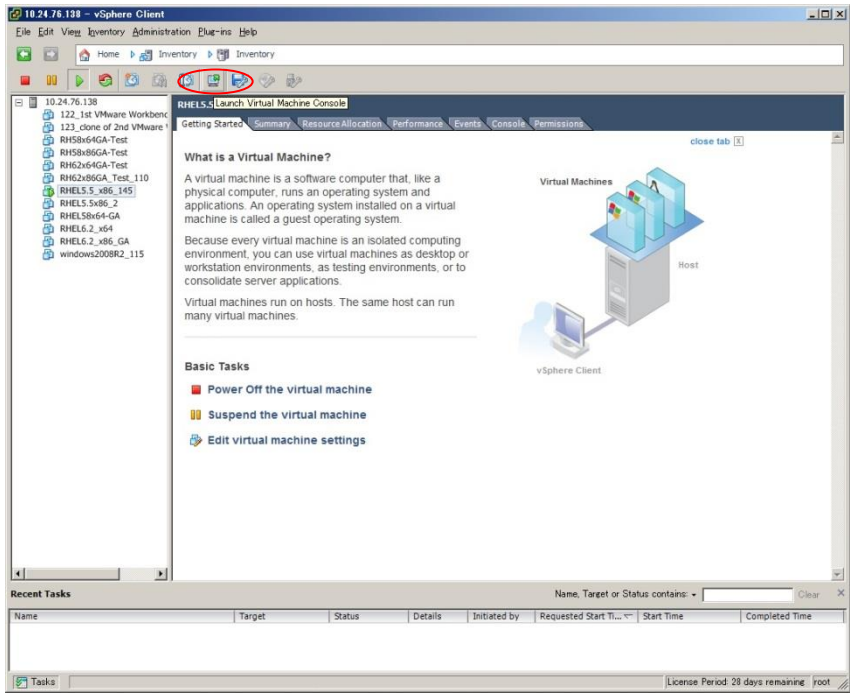 10.24.76.138 - vSphere Client
File Edit View Inventory Administration Plug-ins Help
Home Inventory Inventory
Launch Virtual Machine Console
10.24.76.138
122_1st VMware Workbenc
123_clone of 2nd VMware
RH58x64GA-Test
RH58x86GA-Test
RH62x64GA-Test
RH62x86GA_Test_110
RHEL5.5_x86_145
RHEL5.5x86_2
RHEL58x64-GA
RHEL6.2_x64
RHEL6.2_x86_GA
windows2008R2_115
RHEL5.5
Getting Started Summary Resource Allocation Performance Events Console Permissions
close tab X
What is a Virtual Machine?
A virtual machine is a software computer that, like a
physical computer, runs an operating system and
applications. An operating system installed on a virtual
machine is called a guest operating system.
Because every virtual machine is an isolated computing
environment, you can use virtual machines as desktop or
workstation environments, as testing environments, or to
consolidate server applications.
Virtual machines run on hosts. The same host can run
many virtual machines.
Virtual Machines
Host
vSphere Client
Basic Tasks
Power Off the virtual machine
Suspend the virtual machine
Edit virtual machine settings
Recent Tasks
Name, Target or Status contains:
Clear
Name Target Status Details Initiated by Requested Start Ti... Start Time Completed Time
Tasks
License Period: 28 days remaining root